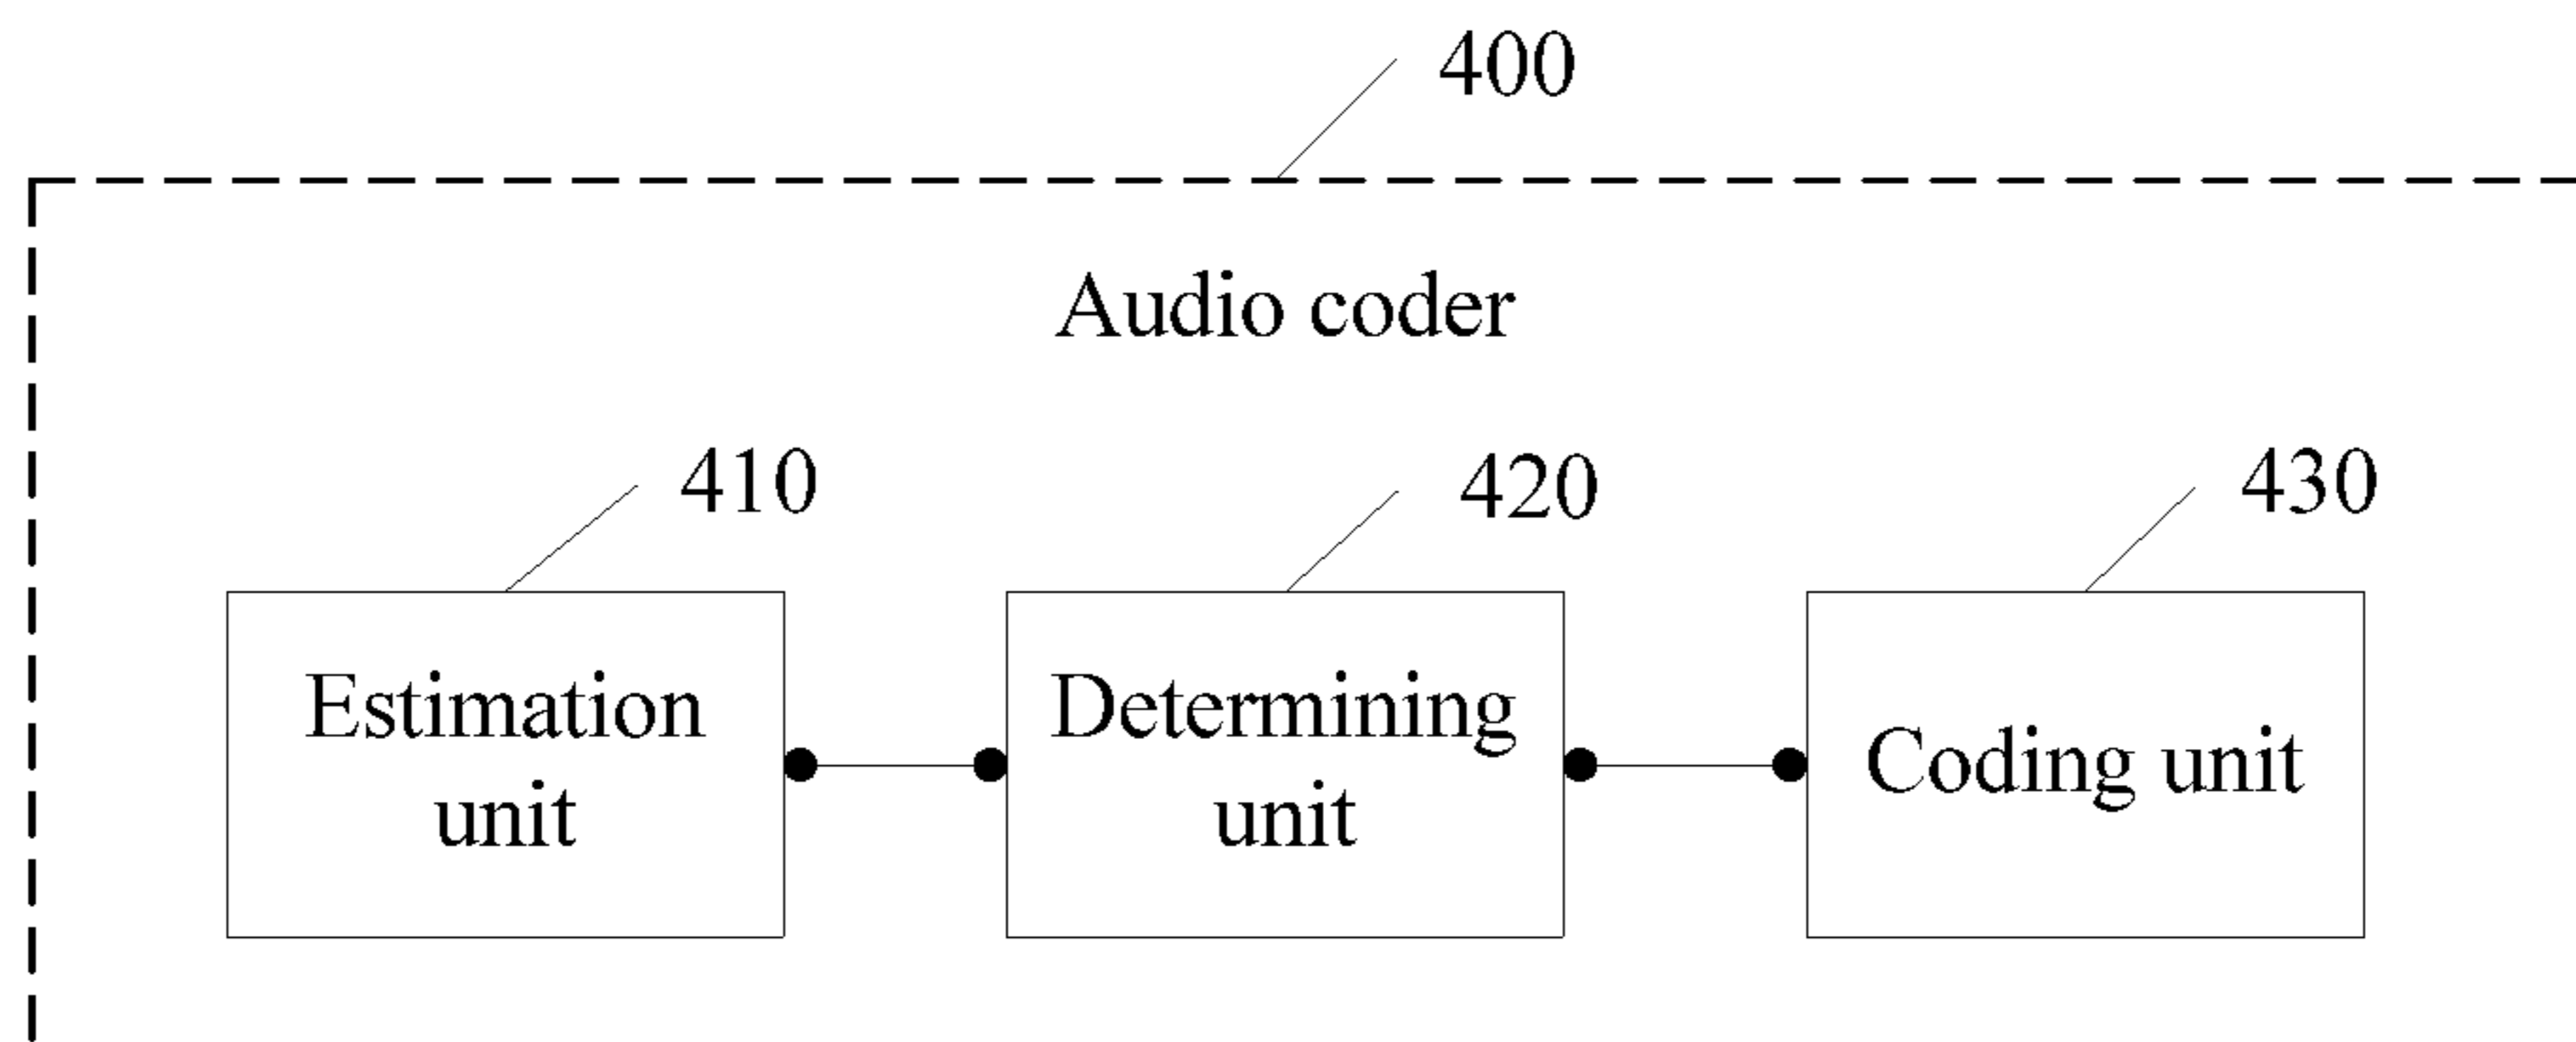 400
Audio coder
410
420
430
Estimation
unit
Determining
unit
Coding unit